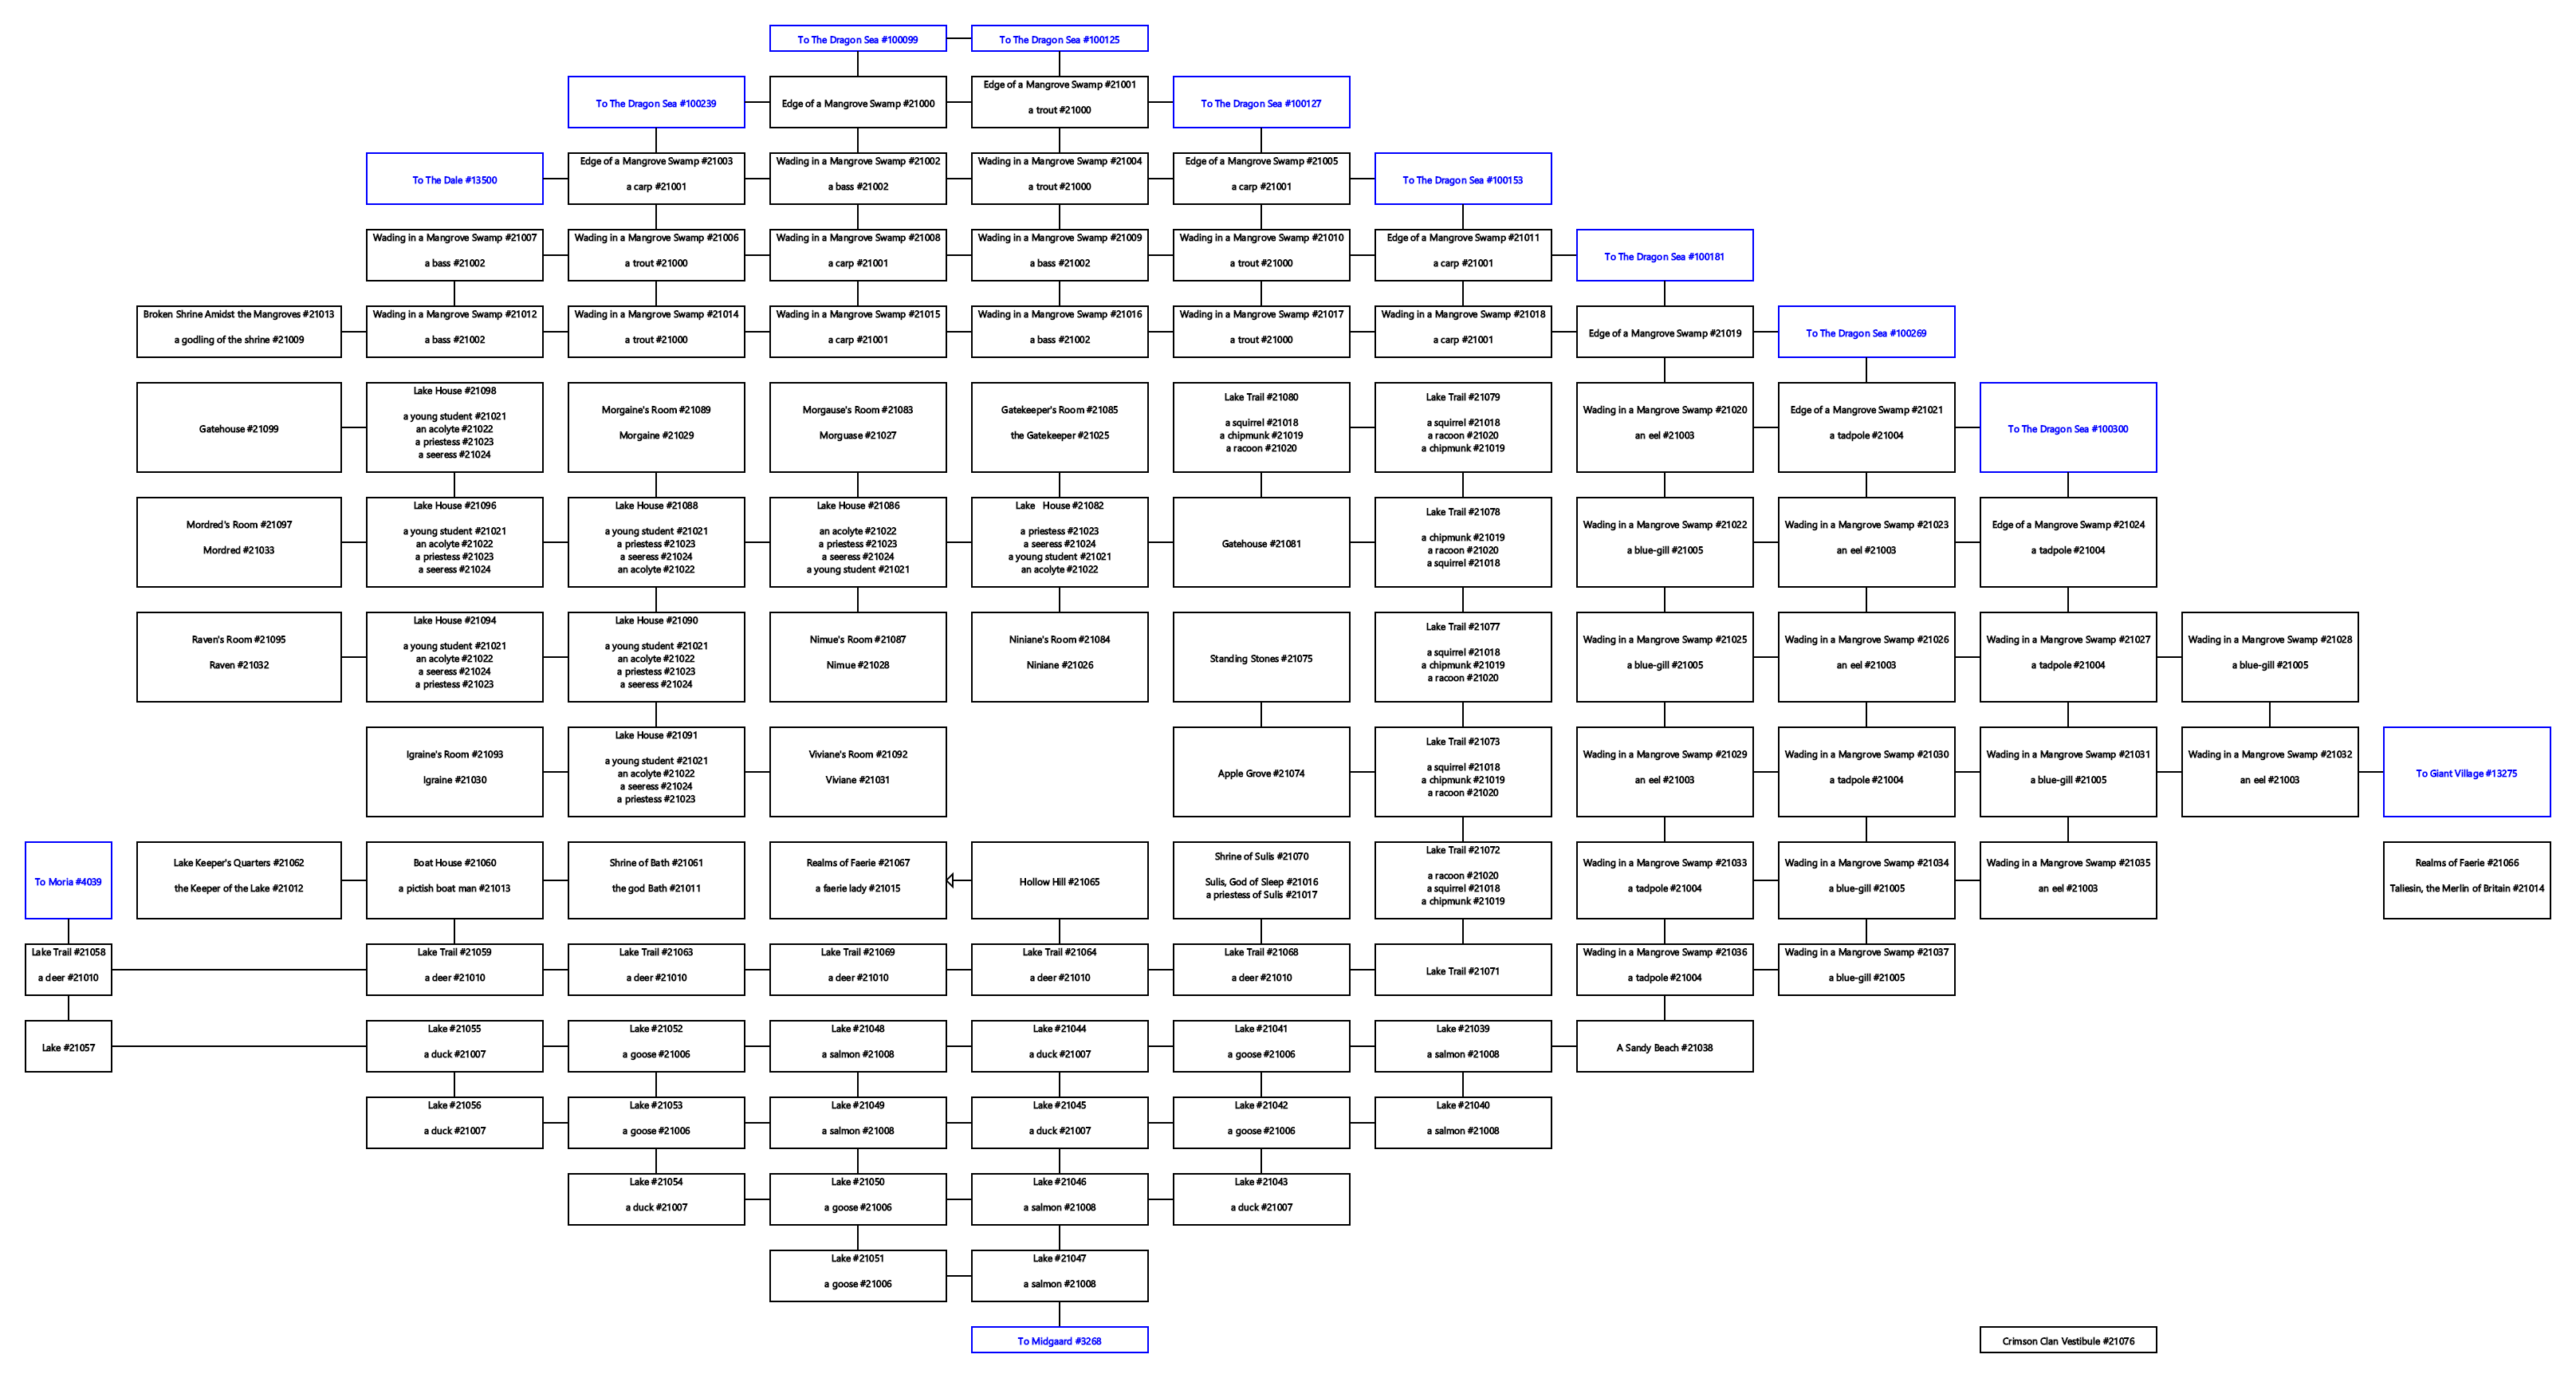 To The Dragon Sea #100099
To The Dragon Sea #100125
To The Dragon Sea #100239
Edge of a Mangrove Swamp #21000
Edge of a Mangrove Swamp #21001
a trout #21000
To The Dragon Sea #100127
To The Dale #13500
Edge of a Mangrove Swamp #21003
a carp #21001
Wading in a Mangrove Swamp #21002
a bass #21002
Wading in a Mangrove Swamp #21004
a trout #21000
Edge of a Mangrove Swamp #21005
a carp #21001
To The Dragon Sea #100153
Wading in a Mangrove Swamp #21007
a bass #21002
Wading in a Mangrove Swamp #21006
a trout #21000
Wading in a Mangrove Swamp #21008
a carp #21001
Wading in a Mangrove Swamp #21009
a bass #21002
Wading in a Mangrove Swamp #21010
a trout #21000
Edge of a Mangrove Swamp #21011
a carp #21001
To The Dragon Sea #100181
Broken Shrine Amidst the Mangroves #21013
a godling of the shrine #21009
Wading in a Mangrove Swamp #21012
a bass #21002
Wading in a Mangrove Swamp #21014
a trout #21000
Wading in a Mangrove Swamp #21015
a carp #21001
Wading in a Mangrove Swamp #21016
a bass #21002
Wading in a Mangrove Swamp #21017
a trout #21000
Wading in a Mangrove Swamp #21018
a carp #21001
Edge of a Mangrove Swamp #21019
To The Dragon Sea #100269
Gatehouse #21099
Lake House #21098
a young student #21021
an acolyte #21022
a priestess #21023
a seeress #21024
Morgaine's Room #21089
Morgaine #21029
Morgause's Room #21083
Morguase #21027
Gatekeeper's Room #21085
the Gatekeeper #21025
Lake Trail #21080
a squirrel #21018
a chipmunk #21019
a racoon #21020
Lake Trail #21079
a squirrel #21018
a racoon #21020
a chipmunk #21019
Wading in a Mangrove Swamp #21020
an eel #21003
Edge of a Mangrove Swamp #21021
a tadpole #21004
To The Dragon Sea #100300
Mordred's Room #21097
Mordred #21033
Lake House #21096
a young student #21021
an acolyte #21022
a priestess #21023
a seeress #21024
Lake House #21088
a young student #21021
a priestess #21023
a seeress #21024
an acolyte #21022
Lake House #21086
an acolyte #21022
a priestess #21023
a seeress #21024
a young student #21021
Lake House #21082
a priestess #21023
a seeress #21024
a young student #21021
an acolyte #21022
Gatehouse #21081
Lake Trail #21078
a chipmunk #21019
a racoon #21020
a squirrel #21018
Wading in a Mangrove Swamp #21022
a blue-gill #21005
Wading in a Mangrove Swamp #21023
an eel #21003
Edge of a Mangrove Swamp #21024
a tadpole #21004
Raven's Room #21095
Raven #21032
Lake House #21094
a young student #21021
an acolyte #21022
a seeress #21024
a priestess #21023
Lake House #21090
a young student #21021
an acolyte #21022
a priestess #21023
a seeress #21024
Nimue's Room #21087
Nimue #21028
Niniane's Room #21084
Niniane #21026
Standing Stones #21075
Lake Trail #21077
a squirrel #21018
a chipmunk #21019
a racoon #21020
Wading in a Mangrove Swamp #21025
a blue-gill #21005
Wading in a Mangrove Swamp #21026
an eel #21003
Wading in a Mangrove Swamp #21027
a tadpole #21004
Wading in a Mangrove Swamp #21028
a blue-gill #21005
Igraine's Room #21093
Igraine #21030
Lake House #21091
a young student #21021
an acolyte #21022
a seeress #21024
a priestess #21023
Viviane's Room #21092
Viviane #21031
Apple Grove #21074
Lake Trail #21073
a squirrel #21018
a chipmunk #21019
a racoon #21020
Wading in a Mangrove Swamp #21029
an eel #21003
Wading in a Mangrove Swamp #21030
a tadpole #21004
Wading in a Mangrove Swamp #21031
a blue-gill #21005
Wading in a Mangrove Swamp #21032
an eel #21003
To Giant Village #13275
To Moria #4039
Lake Keeper's Quarters #21062
the Keeper of the Lake #21012
Boat House #21060
a pictish boat man #21013
Shrine of Bath #21061
the god Bath #21011
Realms of Faerie #21067
a faerie lady #21015
Hollow Hill #21065
Shrine of Sulis #21070
Sulis, God of Sleep #21016
a priestess of Sulis #21017
Lake Trail #21072
a racoon #21020
a squirrel #21018
a chipmunk #21019
Wading in a Mangrove Swamp #21033
a tadpole #21004
Wading in a Mangrove Swamp #21034
a blue-gill #21005
Wading in a Mangrove Swamp #21035
an eel #21003
Realms of Faerie #21066
Taliesin, the Merlin of Britain #21014
Lake Trail #21058
a deer #21010
Lake Trail #21059
a deer #21010
Lake Trail #21063
a deer #21010
Lake Trail #21069
a deer #21010
Lake Trail #21064
a deer #21010
Lake Trail #21068
a deer #21010
Lake Trail #21071
Wading in a Mangrove Swamp #21036
a tadpole #21004
Wading in a Mangrove Swamp #21037
a blue-gill #21005
Lake #21057
Lake #21055
a duck #21007
Lake #21052
a goose #21006
Lake #21048
a salmon #21008
Lake #21044
a duck #21007
Lake #21041
a goose #21006
Lake #21039
a salmon #21008
A Sandy Beach #21038
Lake #21056
a duck #21007
Lake #21053
a goose #21006
Lake #21049
a salmon #21008
Lake #21045
a duck #21007
Lake #21042
a goose #21006
Lake #21040
a salmon #21008
Lake #21054
a duck #21007
Lake #21050
a goose #21006
Lake #21046
a salmon #21008
Lake #21043
a duck #21007
Lake #21051
a goose #21006
Lake #21047
a salmon #21008
To Midgaard #3268
Crimson Clan Vestibule #21076